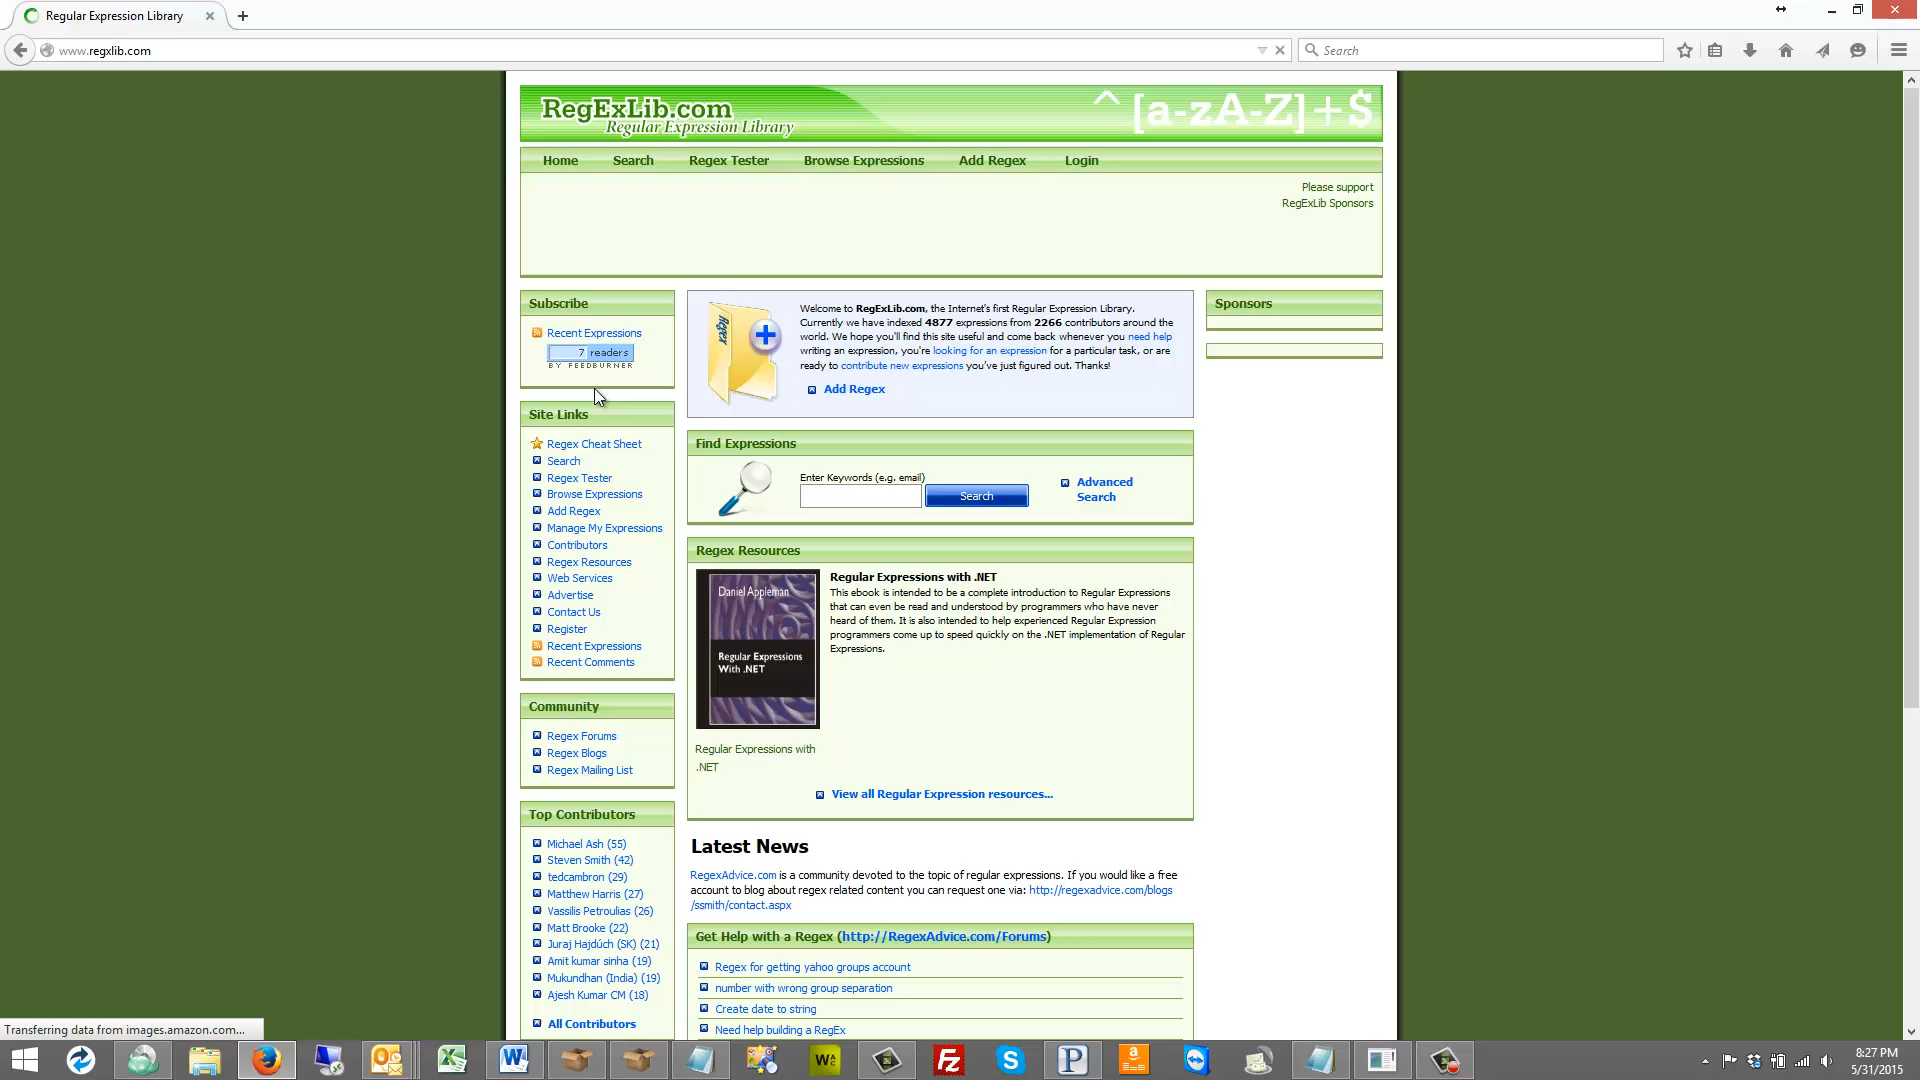 Regular Expression Library
www.regxlib.com
Search
RegExLib.com
Regular Expression Library
^[a-zA-Z]+$
Home
Search
Regex Tester
Browse Expressions
Add Regex
Login
Please support
RegExLib Sponsors
Subscribe
Recent Expressions
7 readers
BY FEEDBURNER
Site Links
Regex Cheat Sheet
Search
Regex Tester
Browse Expressions
Add Regex
Manage My Expressions
Contributors
Regex Resources
Web Services
Advertise
Contact Us
Register
Recent Expressions
Recent Comments
Community
Regex Forums
Regex Blogs
Regex Mailing List
Top Contributors
Michael Ash (55)
Steven Smith (42)
tedcambron (29)
Matthew Harris (27)
Vassilis Petroulias (26)
Matt Brooke (22)
Juraj Hajdúch (SK) (21)
Amit kumar sinha (19)
Mukundhan (India) (19)
Ajesh Kumar CM (18)
All Contributors
Regex
Welcome to RegExLib.com, the Internet's first Regular Expression Library.
Currently we have indexed 4877 expressions from 2266 contributors around the
world. We hope you'll find this site useful and come back whenever you need help
writing an expression, you're looking for an expression for a particular task, or are
ready to contribute new expressions you've just figured out. Thanks!
Add Regex
Find Expressions
Enter Keywords (e.g. email)
Search
Advanced
Search
Regex Resources
Daniel Appleman
Regular Expressions
With .NET
Regular Expressions with .NET
This ebook is intended to be a complete introduction to Regular Expressions
that can even be read and understood by programmers who have never
heard of them. It is also intended to help experienced Regular Expression
programmers come up to speed quickly on the .NET implementation of Regular
Expressions.
Regular Expressions with
.NET
View all Regular Expression resources...
Latest News
RegexAdvice.com is a community devoted to the topic of regular expressions. If you would like a free
account to blog about regex related content you can request one via: http://regexadvice.com/blogs
/ssmith/contact.aspx
Get Help with a Regex (http://RegexAdvice.com/Forums)
Regex for getting yahoo groups account
number with wrong group separation
Create date to string
Need help building a RegEx
Sponsors
Transferring data from images.amazon.com...
8:27 PM
5/31/2015